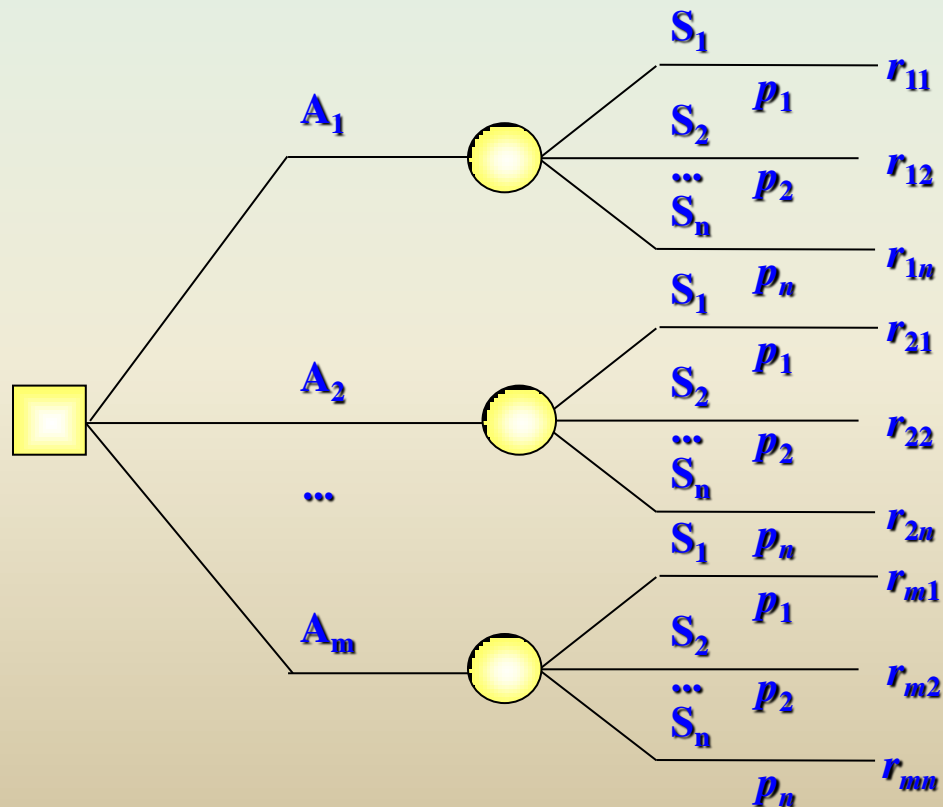 S₁
r₁₁
p₁
A₁
S₂
r₁₂
... p₂
Sₙ
r₁ₙ
pₙ
S₁
r₂₁
p₁
A₂
S₂
r₂₂
... p₂
Sₙ
...
r₂ₙ
S₁ pₙ
rₘ₁
p₁
Aₘ
S₂
rₘ₂
... p₂
Sₙ
rₘₙ
pₙ